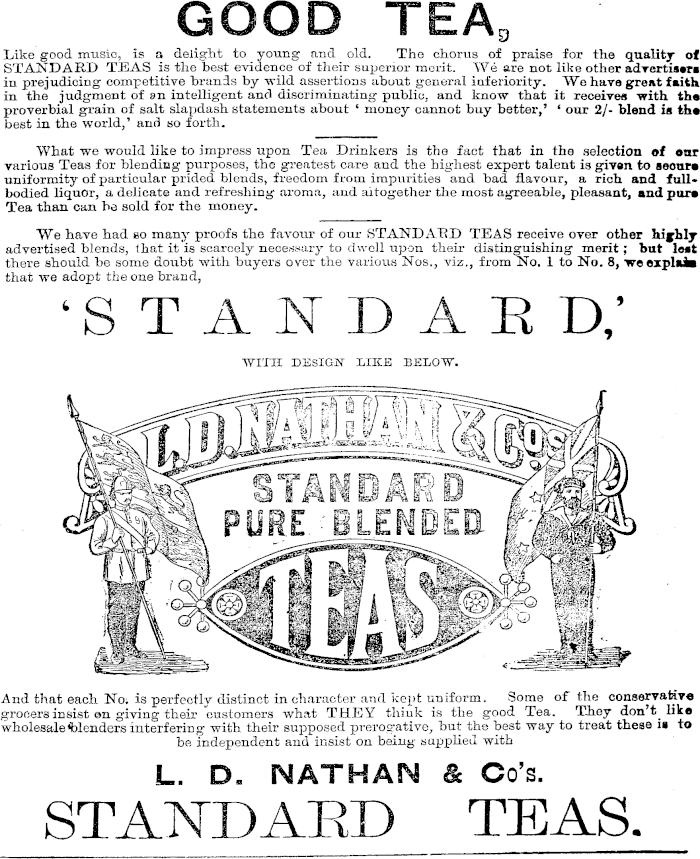 GOOD TEA,
Like good music, is a delight to young and old. The chorus of praise for the quality of
STANDARD TEAS is the best evidence of their superior merit. We are not like other advertisers
in prejudicing competitive brands by wild assertions about general inferiority. We have great faith
in the judgment of an intelligent and discriminating public, and know that it receives with the
proverbial grain of salt slapdash statements about ‘ money cannot buy better,’ ‘ our 2/- blend is the
best in the world,’ and so forth.
What we would like to impress upon Tea Drinkers is the fact that in the selection of our
various Teas for blending purposes, the greatest care and the highest expert talent is given to secure
uniformity of particular prided blends, freedom from impurities and bad flavour, a rich and full-
bodied liquor, a delicate and refreshing aroma, and altogether the most agreeable, pleasant, and pure
Tea than can be sold for the money.
We have had so many proofs the favour of our STANDARD TEAS receive over other highly
advertised blends, that it is scarcely necessary to dwell upon their distinguishing merit ; but lest
there should be some doubt with buyers over the various Nos., viz., from No. 1 to No. 8, we explain
that we adopt the one brand,
‘STANDARD,’
WITH DESIGN LIKE BELOW.
L.D. NATHAN & Cos.
STANDARD
PURE BLENDED
TEAS
And that each No. is perfectly distinct in character and kept uniform. Some of the conservative
grocers insist on giving their customers what THEY think is the good Tea. They don't like
wholesale blenders interfering with their supposed prerogative, but the best way to treat these is to
be independent and insist on being supplied with
L. D. NATHAN & Co's.
STANDARD TEAS.